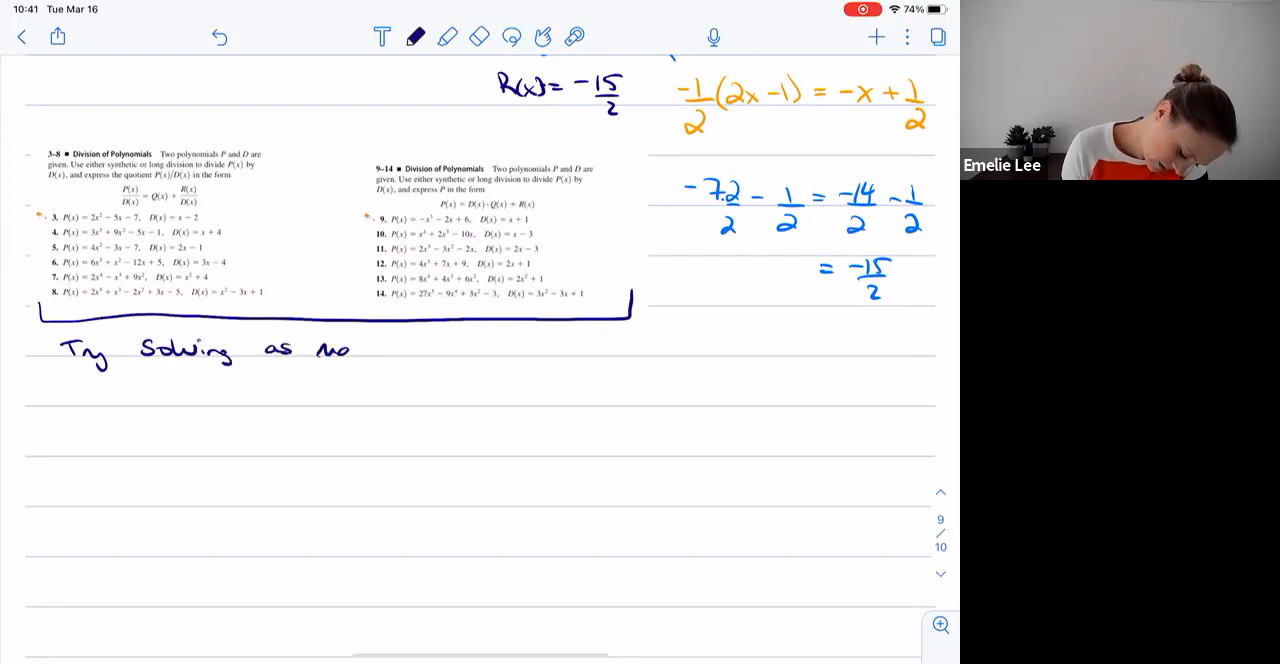 10:41 Tue Mar 16
74%
R(x) = -15/2
-1/2 (2x - 1) = -x + 1/2
-7·2/2 - 1/2 = -14/2 - 1/2
= -15/2
3–8 ■ Division of Polynomials Two polynomials P and D are
given. Use either synthetic or long division to divide P(x) by
D(x), and express the quotient P(x)/D(x) in the form
P(x)/D(x) = Q(x) + R(x)/D(x)
3. P(x) = 2x² − 5x − 7, D(x) = x − 2
4. P(x) = 3x³ + 9x² − 5x − 1, D(x) = x + 4
5. P(x) = 4x² − 3x − 7, D(x) = 2x − 1
6. P(x) = 6x³ + x² − 12x + 5, D(x) = 3x − 4
7. P(x) = 2x⁴ − x³ + 9x², D(x) = x² + 4
8. P(x) = 2x⁵ + x³ − 2x² + 3x − 5, D(x) = x² − 3x + 1
9–14 ■ Division of Polynomials Two polynomials P and D are
given. Use either synthetic or long division to divide P(x) by
D(x), and express P in the form
P(x) = D(x) · Q(x) + R(x)
9. P(x) = −x³ − 2x + 6, D(x) = x + 1
10. P(x) = x⁴ + 2x³ − 10x, D(x) = x − 3
11. P(x) = 2x³ − 3x² − 2x, D(x) = 2x − 3
12. P(x) = 4x³ + 7x + 9, D(x) = 2x + 1
13. P(x) = 8x⁴ + 4x³ + 6x², D(x) = 2x² + 1
14. P(x) = 27x⁵ − 9x⁴ + 3x² − 3, D(x) = 3x² − 3x + 1
Try Solving as mo
9
/
10
Emelie Lee